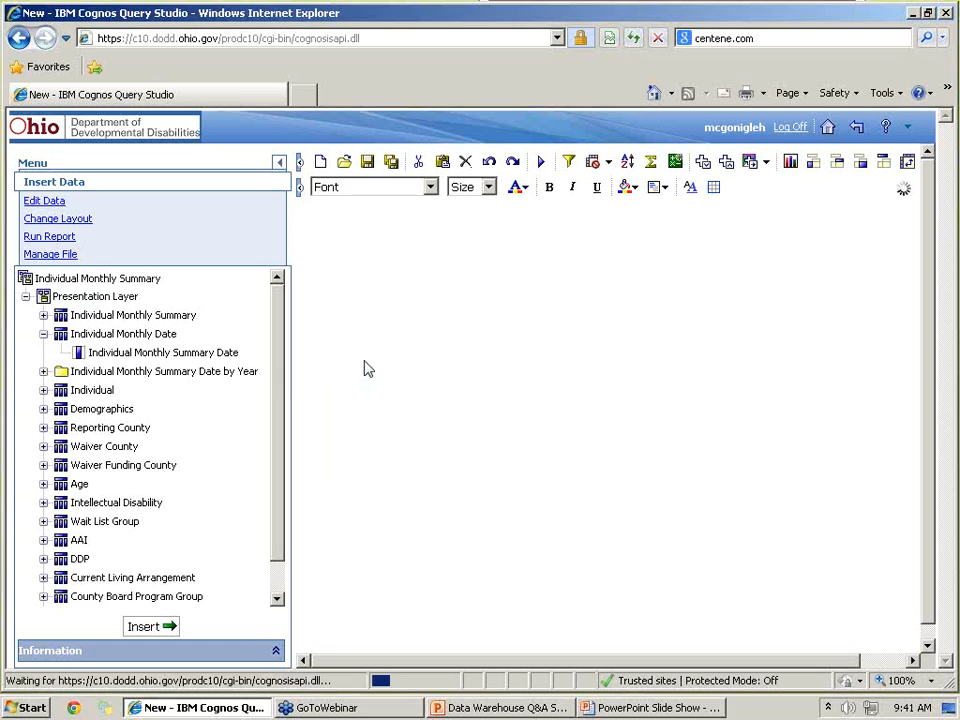 New - IBM Cognos Query Studio - Windows Internet Explorer
https://c10.dodd.ohio.gov/prodc10/cgi-bin/cognosisapi.dll
centene.com
Favorites
New - IBM Cognos Query Studio
Page
Safety
Tools
Ohio
Department of
Developmental Disabilities
mcgonigleh
Log Off
Menu
Insert Data
Edit Data
Change Layout
Run Report
Manage File
Font
Size
A
B
I
U
Individual Monthly Summary
Presentation Layer
Individual Monthly Summary
Individual Monthly Date
Individual Monthly Summary Date
Individual Monthly Summary Date by Year
Individual
Demographics
Reporting County
Waiver County
Waiver Funding County
Age
Intellectual Disability
Wait List Group
AAI
DDP
Current Living Arrangement
County Board Program Group
Insert
Information
Waiting for https://c10.dodd.ohio.gov/prodc10/cgi-bin/cognosisapi.dll...
Trusted sites | Protected Mode: Off
100%
Start
New - IBM Cognos Qu...
GoToWebinar
Data Warehouse Q&A S...
PowerPoint Slide Show - ...
9:41 AM